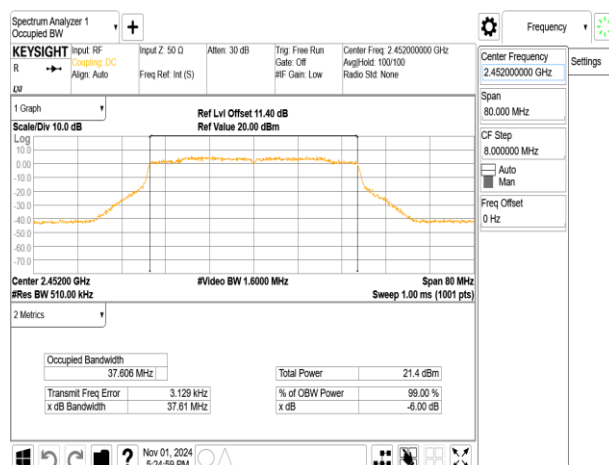 Spectrum Analyzer 1
Occupied BW
Frequency
KEYSIGHT
Input: RF
Coupling: DC
Align: Auto
Input Z: 50 Ω
Freq Ref: Int (S)
Atten: 30 dB
Trig: Free Run
Gate: Off
#IF Gain: Low
Center Freq: 2.452000000 GHz
Avg|Hold: 100/100
Radio Std: None
R
Center Frequency
2.452000000 GHz
Settings
Span
80.000 MHz
CF Step
8.000000 MHz
Auto
Man
Freq Offset
0 Hz
1 Graph
Scale/Div 10.0 dB
Ref Lvl Offset 11.40 dB
Ref Value 20.00 dBm
Log
10.0
0.00
-10.0
-20.0
-30.0
-40.0
-50.0
-60.0
-70.0
Center 2.45200 GHz
#Res BW 510.00 kHz
#Video BW 1.6000 MHz
Span 80 MHz
Sweep 1.00 ms (1001 pts)
2 Metrics
Occupied Bandwidth
37.606 MHz
Transmit Freq Error 3.129 kHz
x dB Bandwidth 37.61 MHz
Total Power 21.4 dBm
% of OBW Power 99.00 %
x dB -6.00 dB
?
Nov 01, 2024
5:24:59 PM